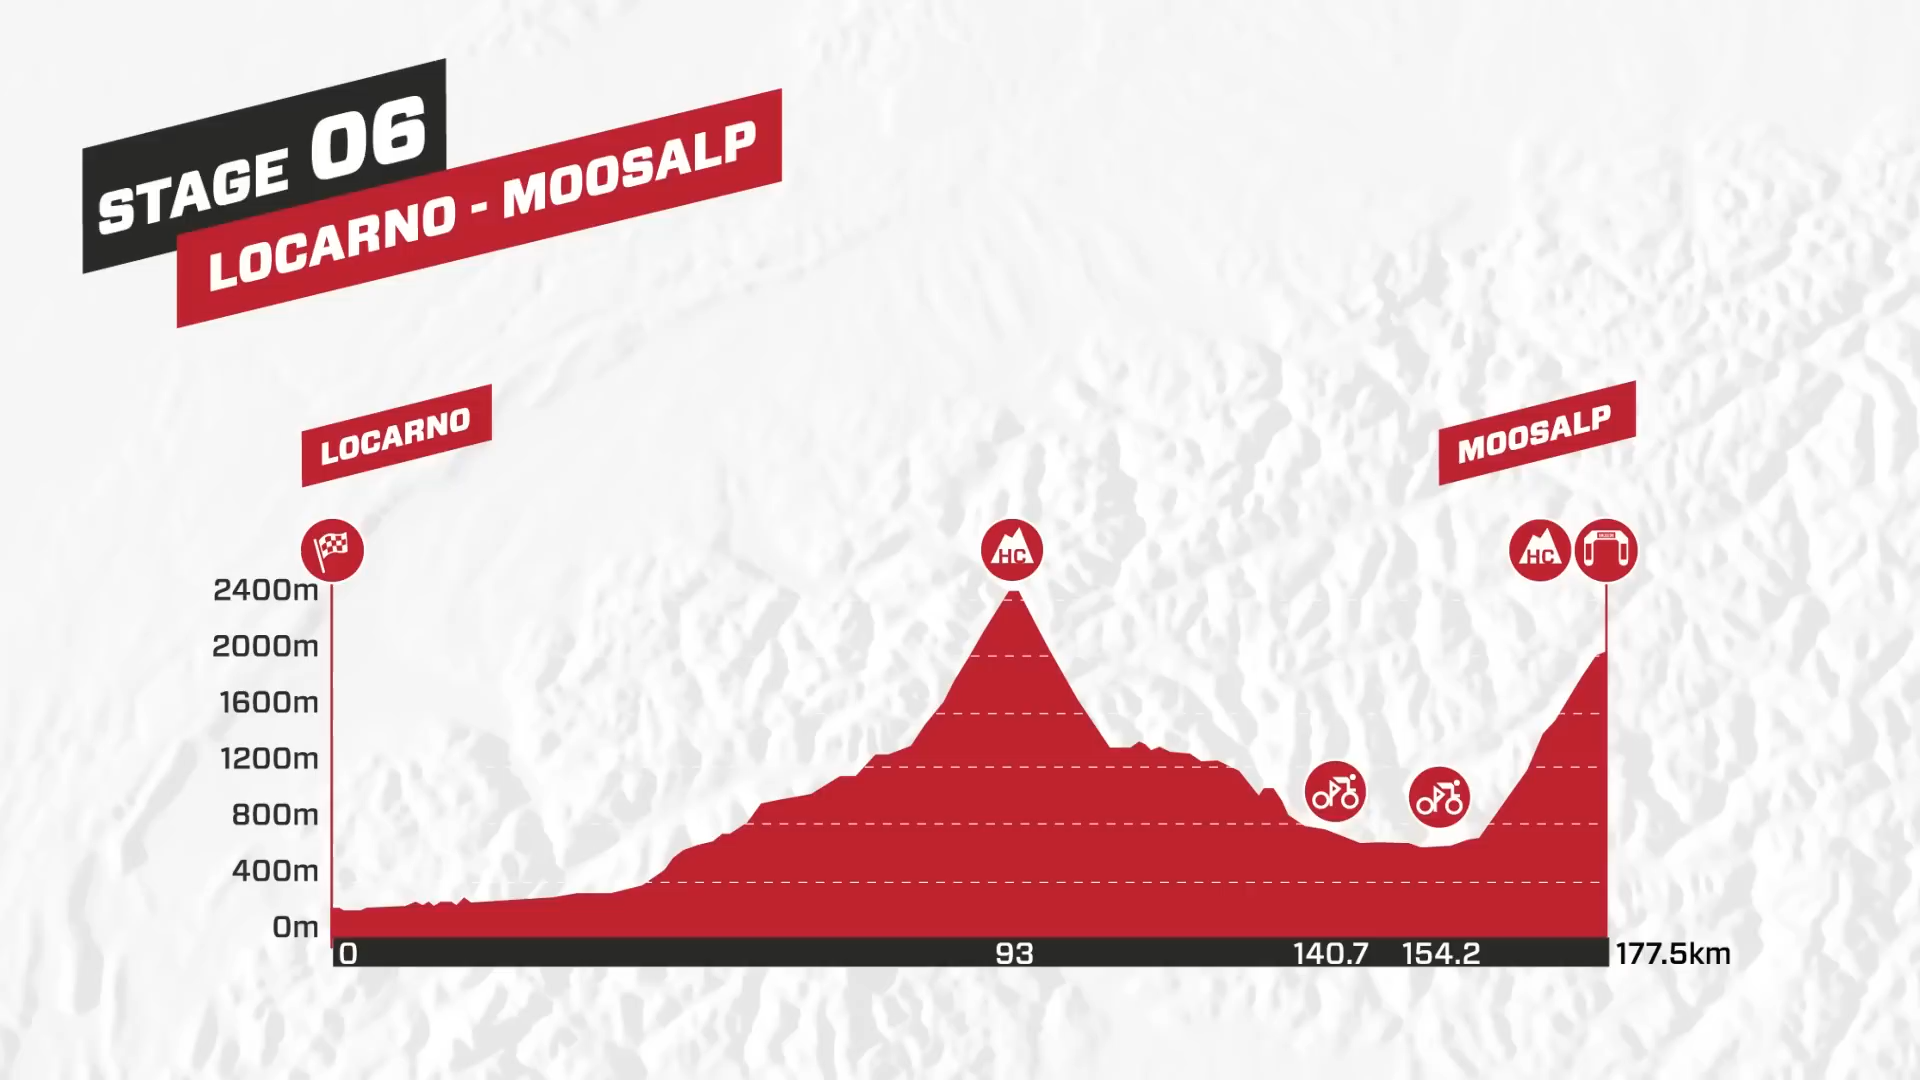 STAGE 06
LOCARNO - MOOSALP
LOCARNO
MOOSALP
HC
HC
2400m
2000m
1600m
1200m
800m
400m
0m
0 93 140.7 154.2 177.5km